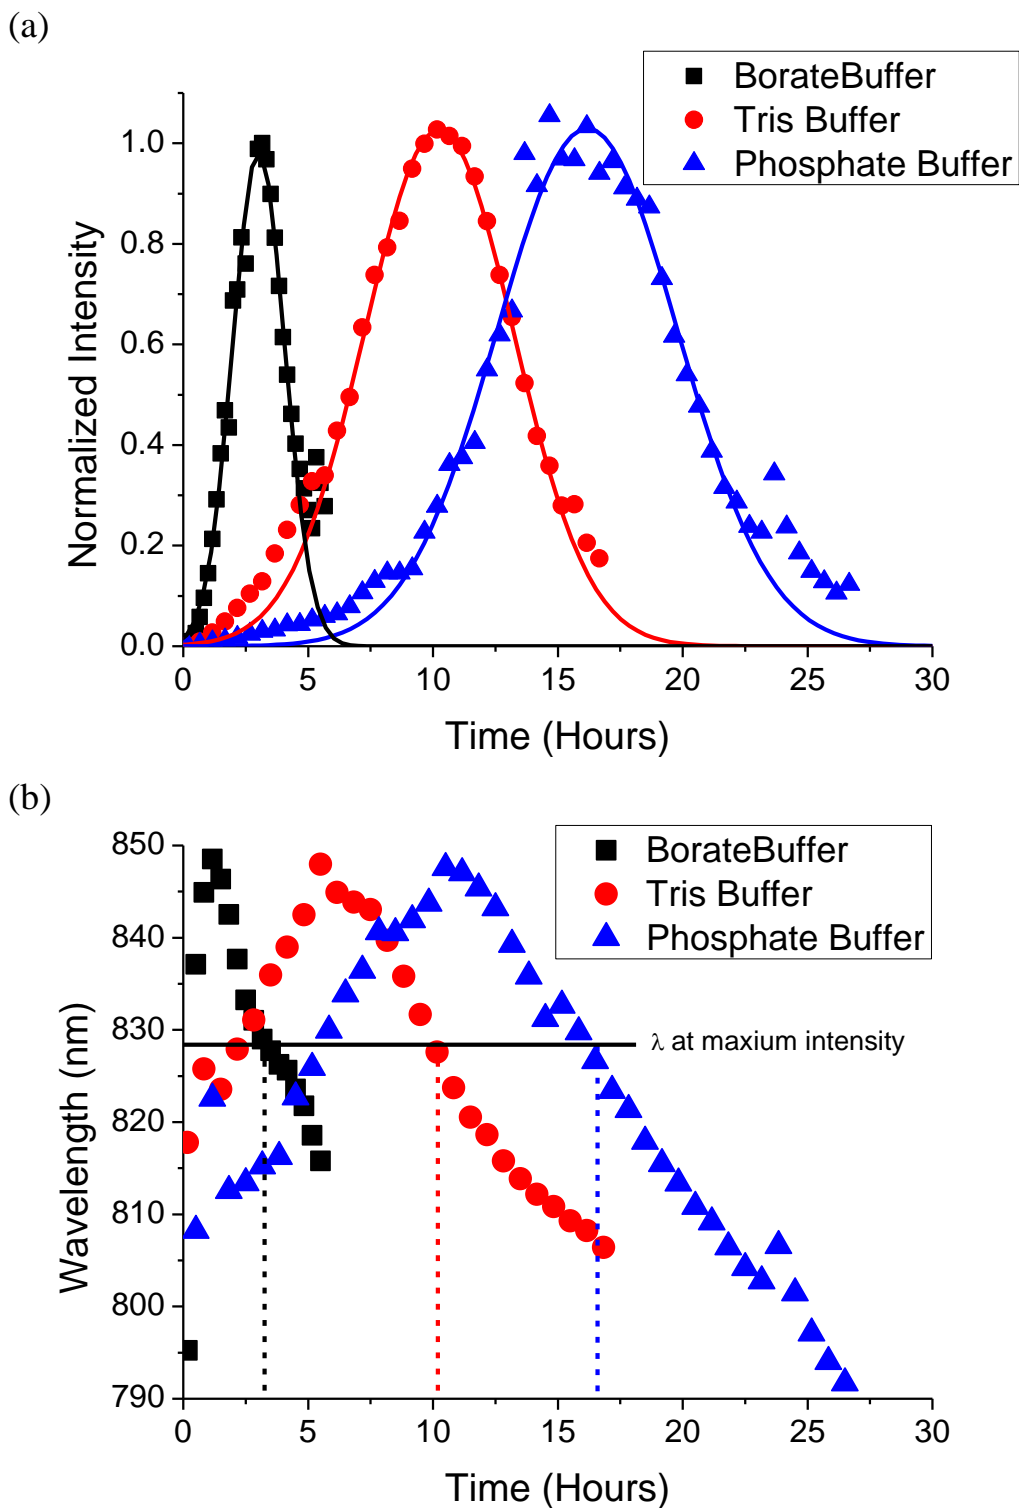 (a)
BorateBuffer
Tris Buffer
Phosphate Buffer
Normalized Intensity
1.0
0.8
0.6
0.4
0.2
0.0
0 5 10 15 20 25 30
Time (Hours)
(b)
BorateBuffer
Tris Buffer
Phosphate Buffer
Wavelength (nm)
850
840
830
820
810
800
790
λ at maxium intensity
0 5 10 15 20 25 30
Time (Hours)